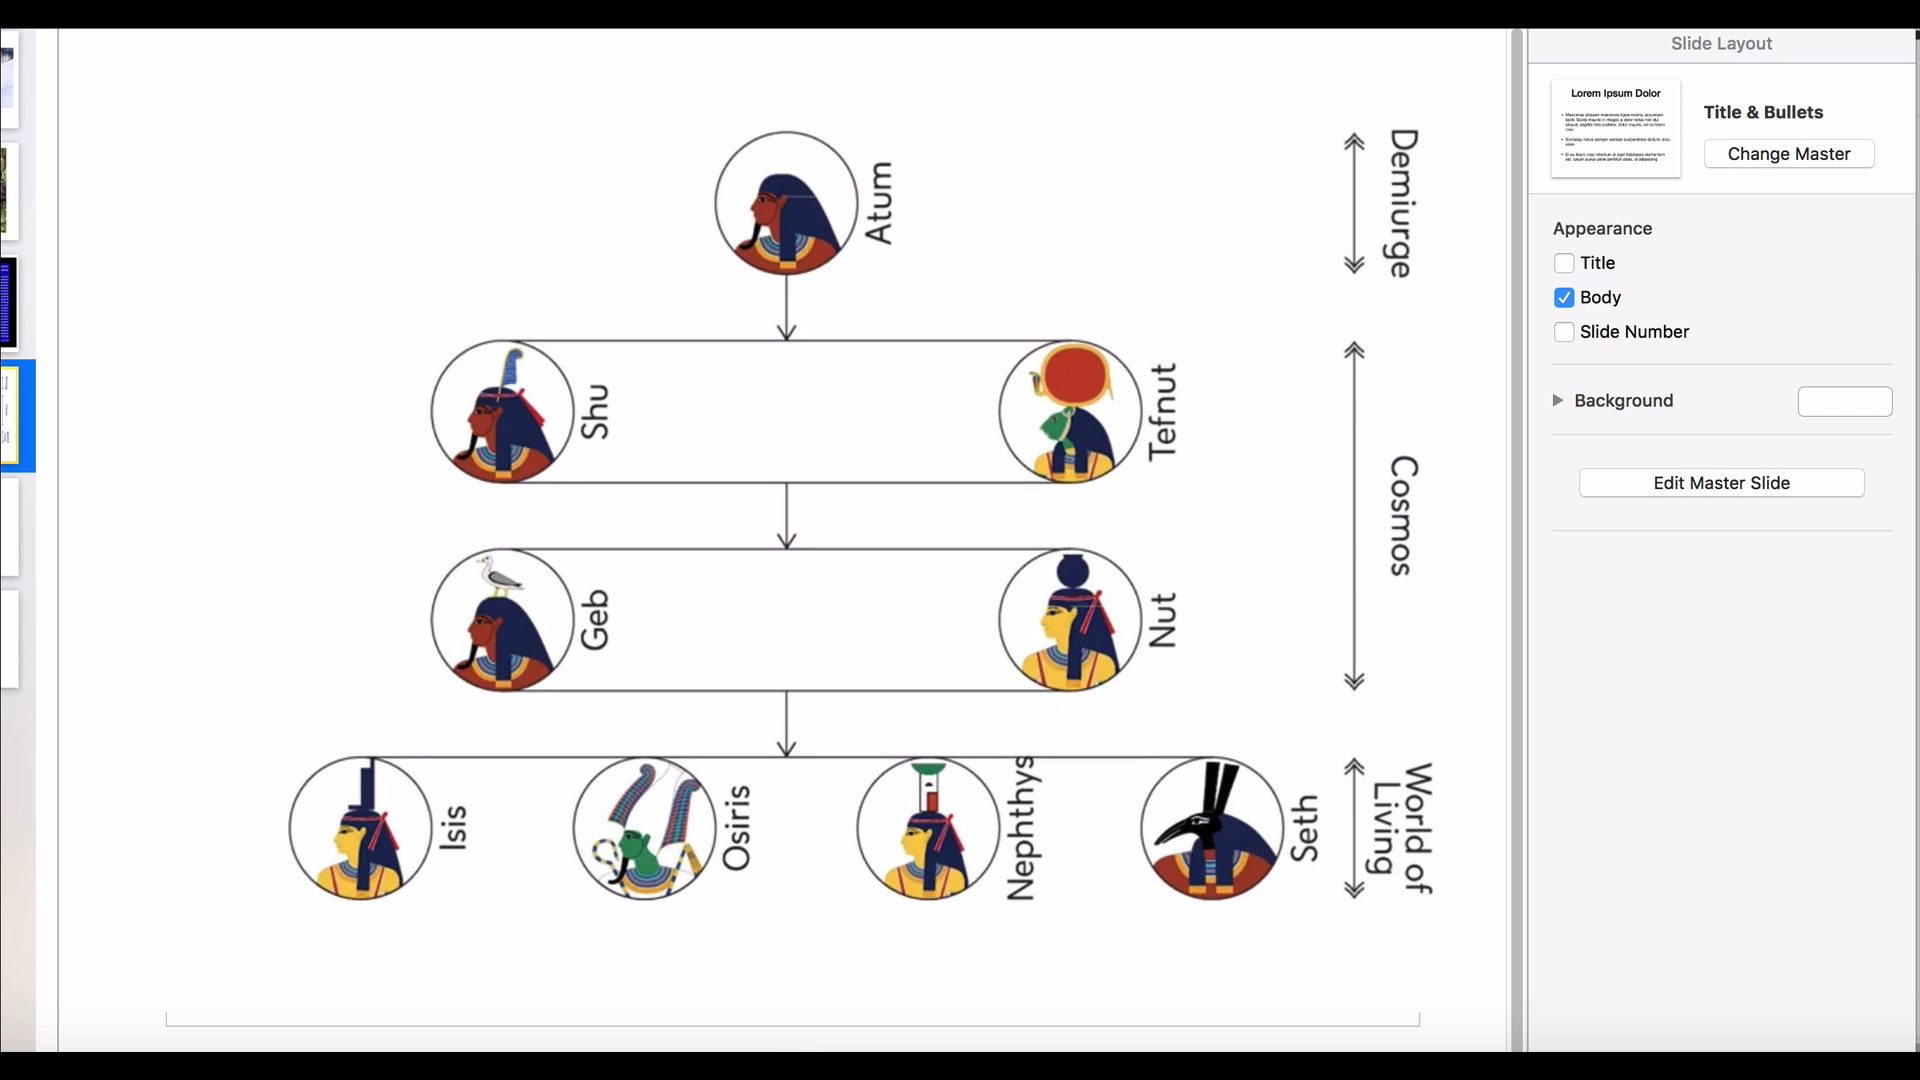 Slide Layout
Lorem Ipsum Dolor
Title & Bullets
Change Master
Appearance
Title
Body
Slide Number
Background
Edit Master Slide
Demiurge
Atum
Cosmos
Shu
Tefnut
Geb
Nut
World of
Living
Isis
Osiris
Nephthys
Seth